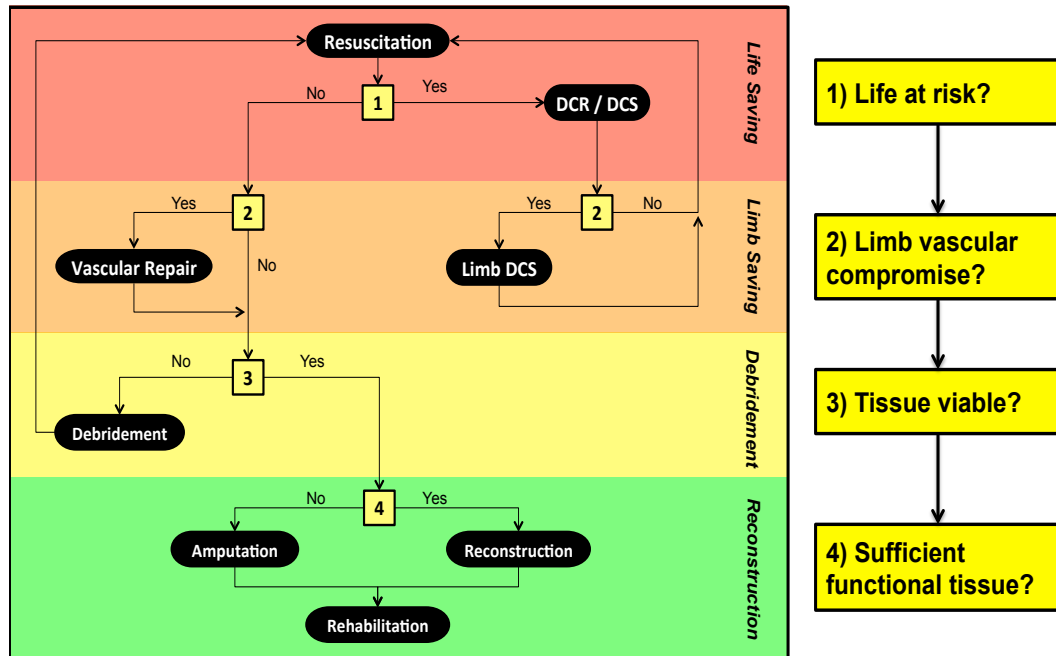 Resuscitation
No
1
Yes
DCR / DCS
Life Saving
Yes
2
No
Vascular Repair
Yes
2
No
Limb DCS
Limb Saving
No
3
Yes
Debridement
Debridement
No
4
Yes
Amputation
Reconstruction
Rehabilitation
Reconstruction
1) Life at risk?
2) Limb vascular
compromise?
3) Tissue viable?
4) Sufficient
functional tissue?